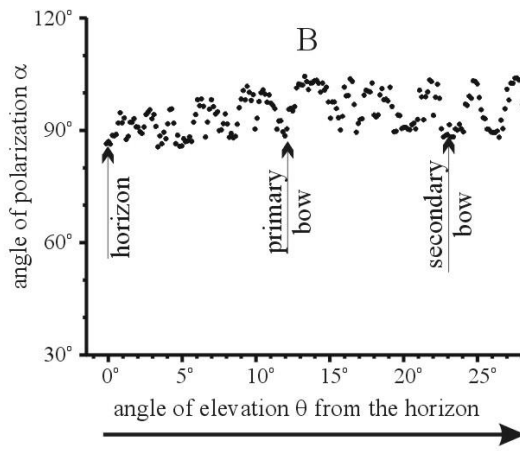 B
120°
90°
60°
30°
angle of polarization α
horizon
primary
bow
secondary
bow
0°
5°
10°
15°
20°
25°
angle of elevation θ from the horizon